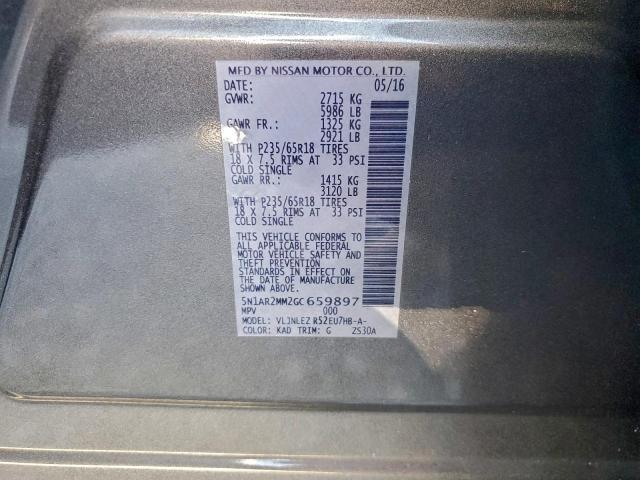 MFD BY NISSAN MOTOR CO., LTD.
DATE: 05/16
GVWR: 2715 KG
5986 LB
GAWR FR.: 1325 KG
2921 LB
WITH P235/65R18 TIRES
18 X 7.5 RIMS AT 33 PSI
COLD SINGLE
GAWR RR.: 1415 KG
3120 LB
WITH P235/65R18 TIRES
18 X 7.5 RIMS AT 33 PSI
COLD SINGLE
THIS VEHICLE CONFORMS TO
ALL APPLICABLE FEDERAL
MOTOR VEHICLE SAFETY AND
THEFT PREVENTION
STANDARDS IN EFFECT ON THE
DATE OF MANUFACTURE
SHOWN ABOVE.
5N1AR2MM2GC659897
MPV 000
MODEL: VLJNLEZ R52EU7HB-A-
COLOR: KAD TRIM: G ZS30A